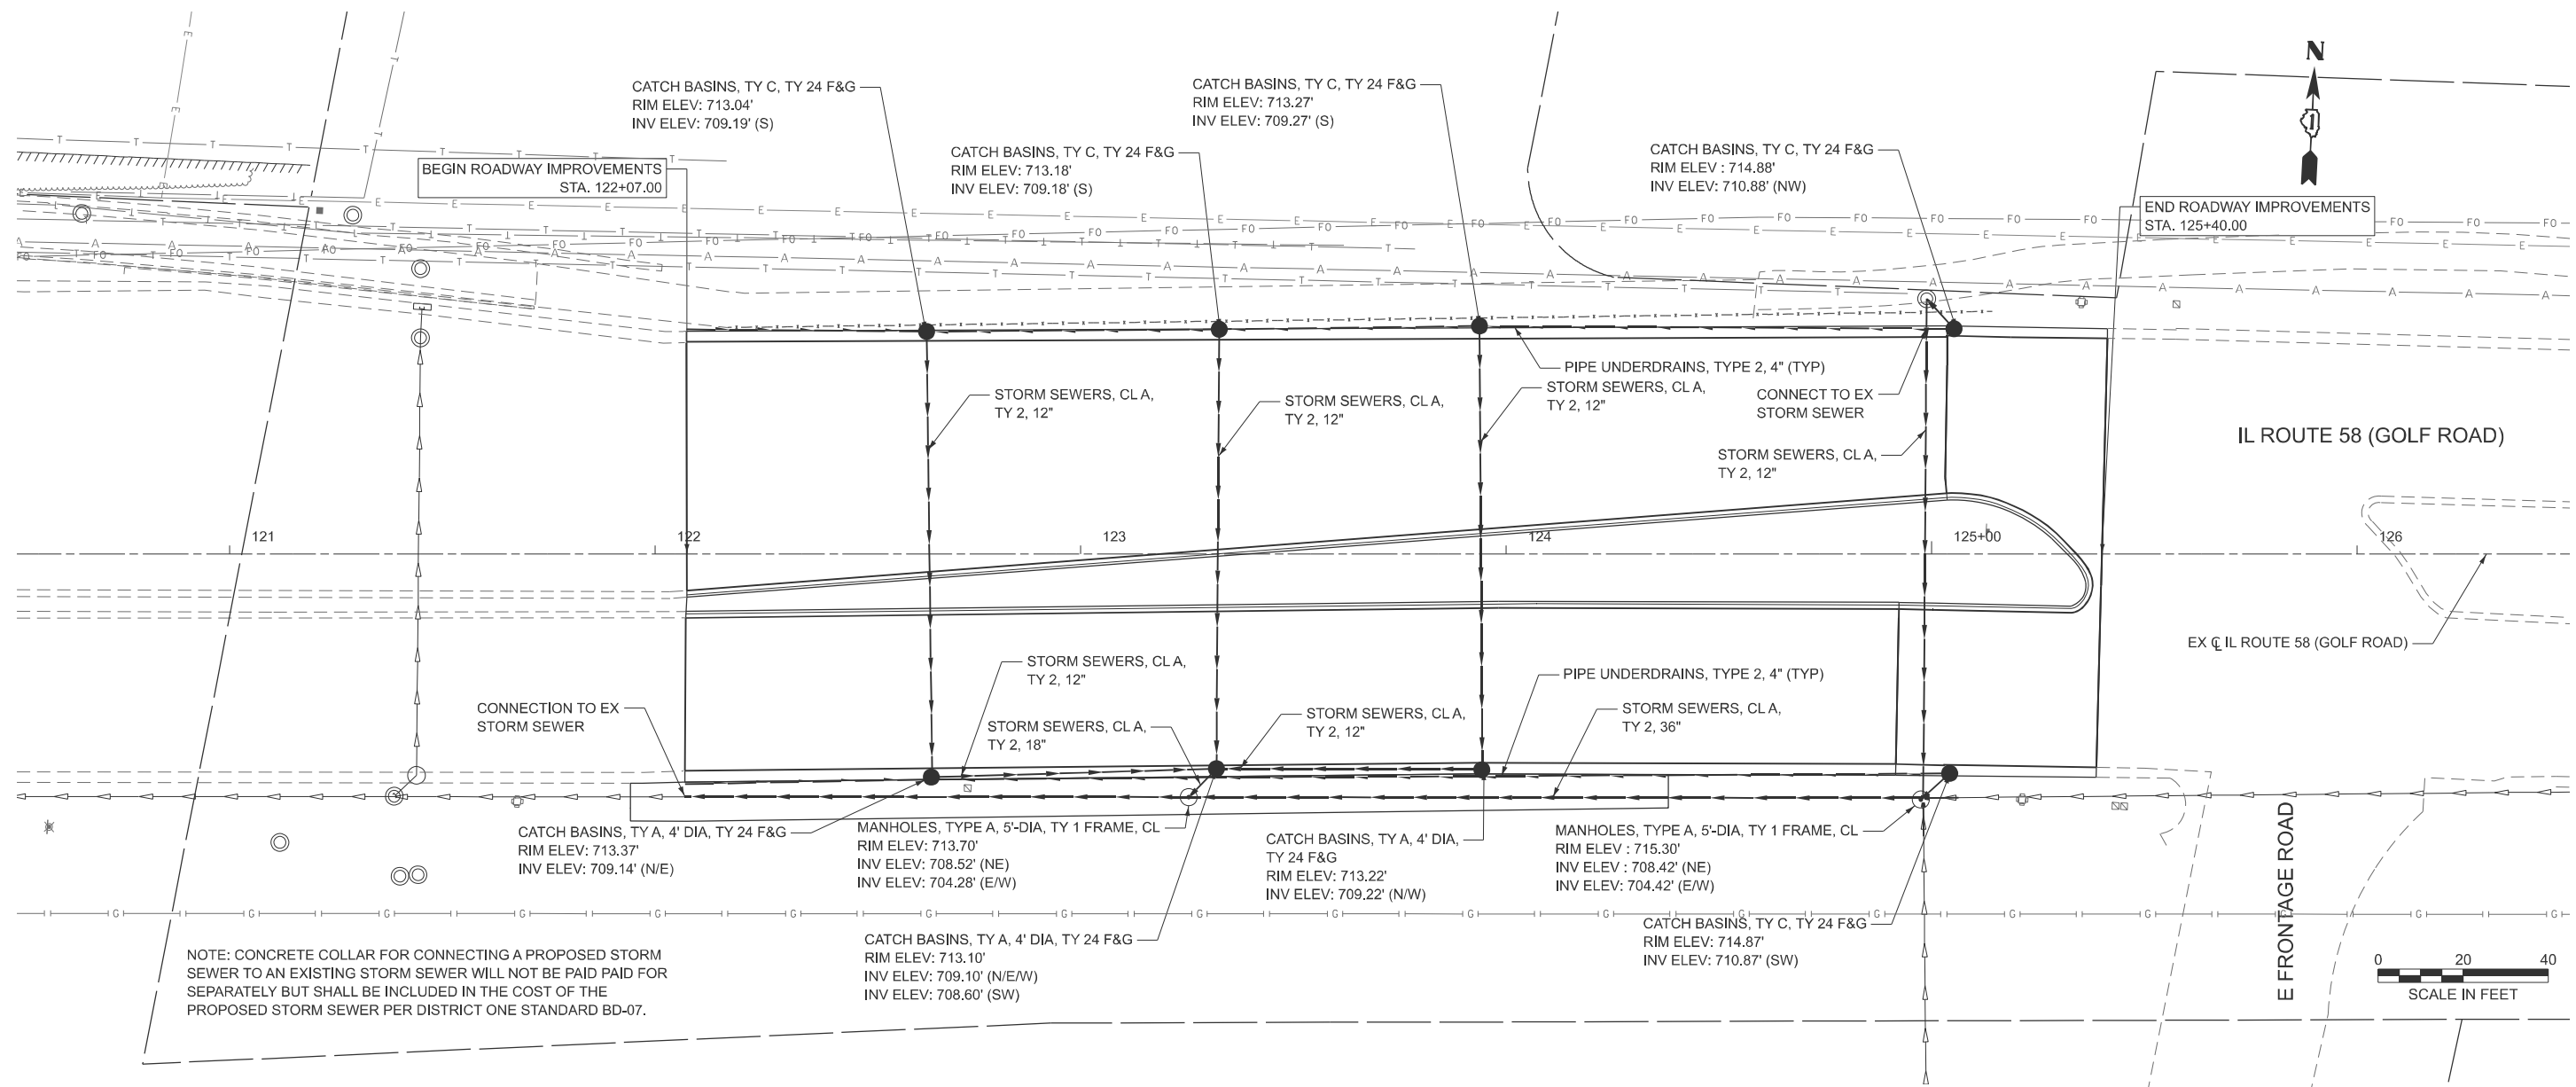 N
CATCH BASINS, TY C, TY 24 F&G
RIM ELEV: 713.04'
INV ELEV: 709.19' (S)
CATCH BASINS, TY C, TY 24 F&G
RIM ELEV: 713.27'
INV ELEV: 709.27' (S)
CATCH BASINS, TY C, TY 24 F&G
RIM ELEV: 713.18'
INV ELEV: 709.18' (S)
CATCH BASINS, TY C, TY 24 F&G
RIM ELEV : 714.88'
INV ELEV: 710.88' (NW)
BEGIN ROADWAY IMPROVEMENTS
STA. 122+07.00
END ROADWAY IMPROVEMENTS
STA. 125+40.00
PIPE UNDERDRAINS, TYPE 2, 4" (TYP)
STORM SEWERS, CL A,
TY 2, 12"
STORM SEWERS, CL A,
TY 2, 12"
STORM SEWERS, CL A,
TY 2, 12"
CONNECT TO EX
STORM SEWER
STORM SEWERS, CL A,
TY 2, 12"
IL ROUTE 58 (GOLF ROAD)
121
122
123
124
125+00
126
EX CL IL ROUTE 58 (GOLF ROAD)
STORM SEWERS, CL A,
TY 2, 12"
PIPE UNDERDRAINS, TYPE 2, 4" (TYP)
CONNECTION TO EX
STORM SEWER
STORM SEWERS, CL A,
TY 2, 18"
STORM SEWERS, CL A,
TY 2, 12"
STORM SEWERS, CL A,
TY 2, 36"
CATCH BASINS, TY A, 4' DIA, TY 24 F&G
RIM ELEV: 713.37'
INV ELEV: 709.14' (N/E)
MANHOLES, TYPE A, 5'-DIA, TY 1 FRAME, CL
RIM ELEV: 713.70'
INV ELEV: 708.52' (NE)
INV ELEV: 704.28' (E/W)
CATCH BASINS, TY A, 4' DIA,
TY 24 F&G
RIM ELEV: 713.22'
INV ELEV: 709.22' (N/W)
MANHOLES, TYPE A, 5'-DIA, TY 1 FRAME, CL
RIM ELEV : 715.30'
INV ELEV : 708.42' (NE)
INV ELEV: 704.42' (E/W)
CATCH BASINS, TY A, 4' DIA, TY 24 F&G
RIM ELEV: 713.10'
INV ELEV: 709.10' (N/E/W)
INV ELEV: 708.60' (SW)
CATCH BASINS, TY C, TY 24 F&G
RIM ELEV: 714.87'
INV ELEV: 710.87' (SW)
E FRONTAGE ROAD
NOTE: CONCRETE COLLAR FOR CONNECTING A PROPOSED STORM
SEWER TO AN EXISTING STORM SEWER WILL NOT BE PAID PAID FOR
SEPARATELY BUT SHALL BE INCLUDED IN THE COST OF THE
PROPOSED STORM SEWER PER DISTRICT ONE STANDARD BD-07.
0 20 40
SCALE IN FEET